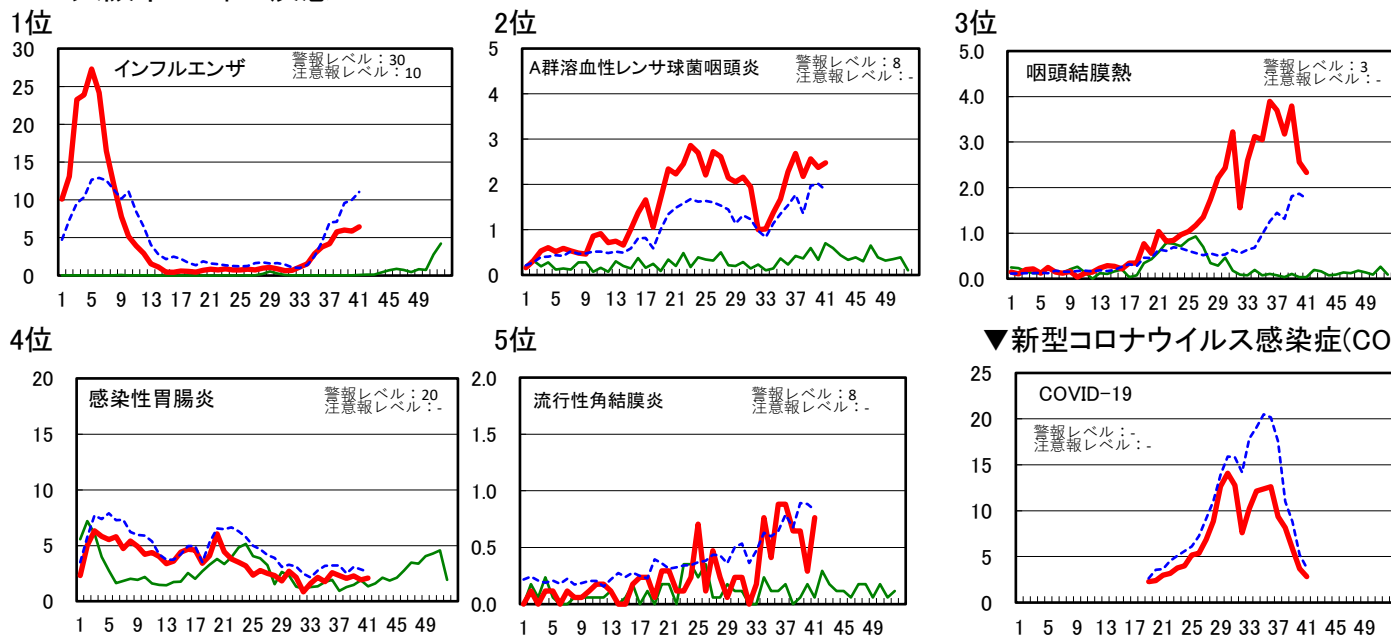 1位
インフルエンザ
警報レベル:30
注意報レベル:10
30
25
20
15
10
5
0
1 5 9 13 17 21 25 29 33 37 41 45 49
2位
A群溶血性レンサ球菌咽頭炎
警報レベル:8
注意報レベル:-
5
4
3
2
1
0
1 5 9 13 17 21 25 29 33 37 41 45 49
3位
咽頭結膜熱
警報レベル:3
注意報レベル:-
5.0
4.0
3.0
2.0
1.0
0.0
1 5 9 13 17 21 25 29 33 37 41 45 49
4位
感染性胃腸炎
警報レベル:20
注意報レベル:-
20
15
10
5
0
1 5 9 13 17 21 25 29 33 37 41 45 49
5位
流行性角結膜炎
警報レベル:8
注意報レベル:-
2.0
1.5
1.0
0.5
0.0
1 5 9 13 17 21 25 29 33 37 41 45 49
▼新型コロナウイルス感染症(CO
COVID-19
警報レベル:-
注意報レベル:-
25
20
15
10
5
0
1 5 9 13 17 21 25 29 33 37 41 45 49